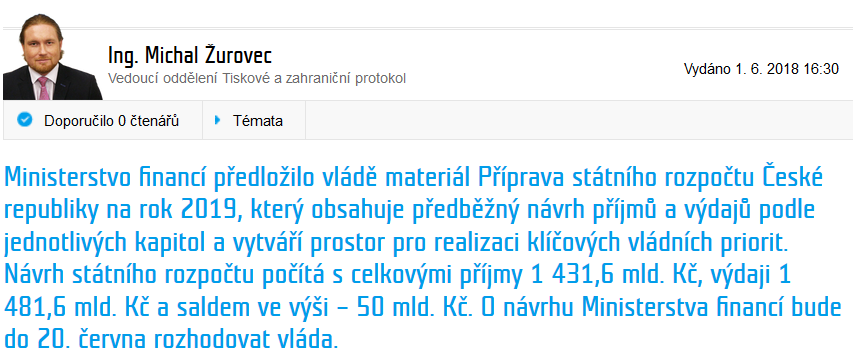 Ing. Michal Žurovec
Vedoucí oddělení Tiskové a zahraniční protokol
Vydáno 1. 6. 2018 16:30
Doporučilo 0 čtenářů
Témata
Ministerstvo financí předložilo vládě materiál Příprava státního rozpočtu České
republiky na rok 2019, který obsahuje předběžný návrh příjmů a výdajů podle
jednotlivých kapitol a vytváří prostor pro realizaci klíčových vládních priorit.
Návrh státního rozpočtu počítá s celkovými příjmy 1 431,6 mld. Kč, výdaji 1
481,6 mld. Kč a saldem ve výši – 50 mld. Kč. O návrhu Ministerstva financí bude
do 20. června rozhodovat vláda.